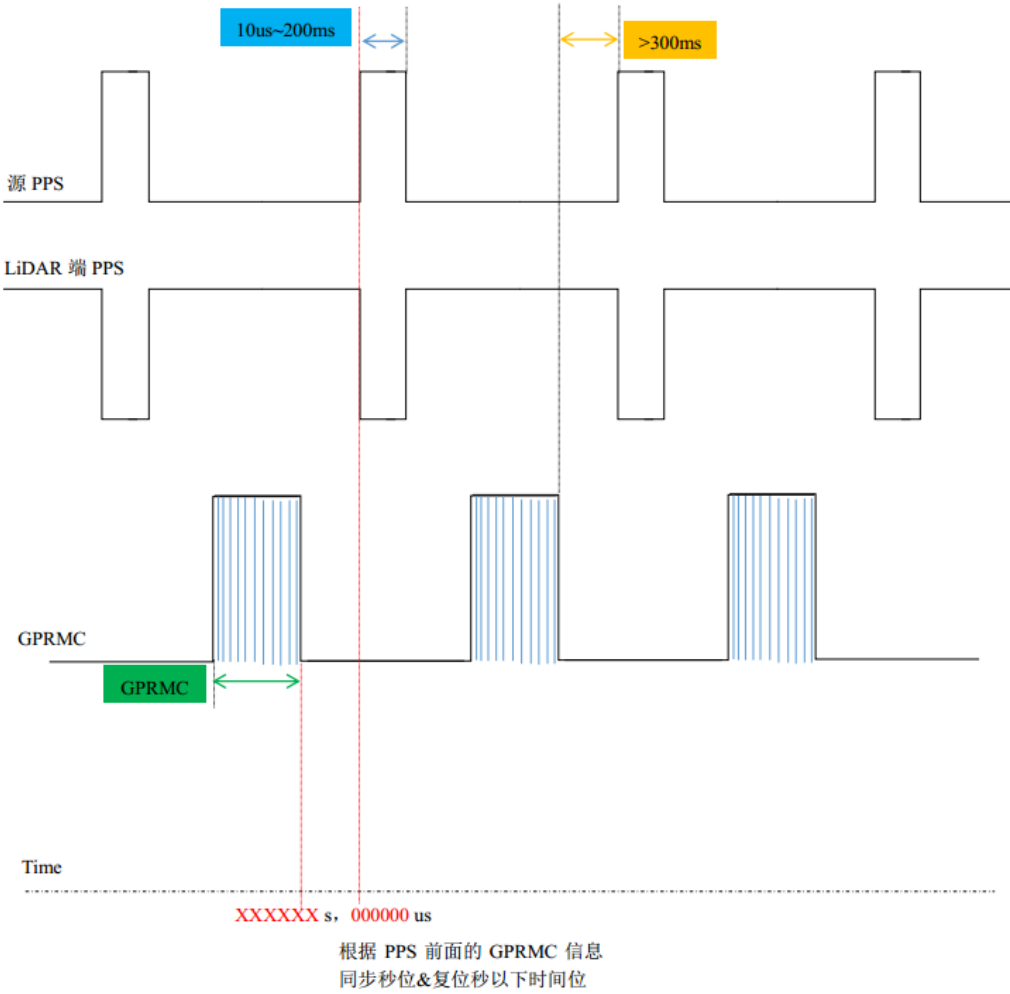 10us~200ms
>300ms
源 PPS
LiDAR 端 PPS
GPRMC
GPRMC
Time
XXXXXX s，000000 us
根据 PPS 前面的 GPRMC 信息
同步秒位&复位秒以下时间位